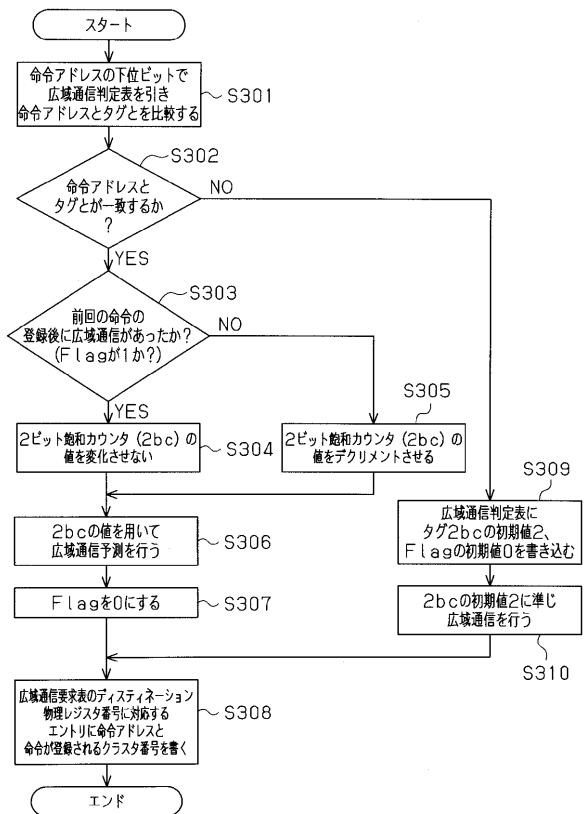 スタート
命令アドレスの下位ビットで
広域通信判定表を引き
命令アドレスとタグとを比較する
S301
S302
命令アドレスと
タグとが一致するか
?
NO
YES
S303
前回の命令の
登録後に広域通信があったか?
(Flagが1か?)
NO
YES
S305
2ビット飽和カウンタ(2bc)の
値を変化させない
S304
2ビット飽和カウンタ(2bc)の
値をデクリメントさせる
S309
広域通信判定表に
タグ2bcの初期値2、
Flagの初期値0を書き込む
2bcの値を用いて
広域通信予測を行う
S306
Flagを0にする
S307
2bcの初期値2に準じ
広域通信を行う
S310
広域通信要求表のディスティネーション
物理レジスタ番号に対応する
エントリに命令アドレスと
命令が登録されるクラスタ番号を書く
S308
エンド